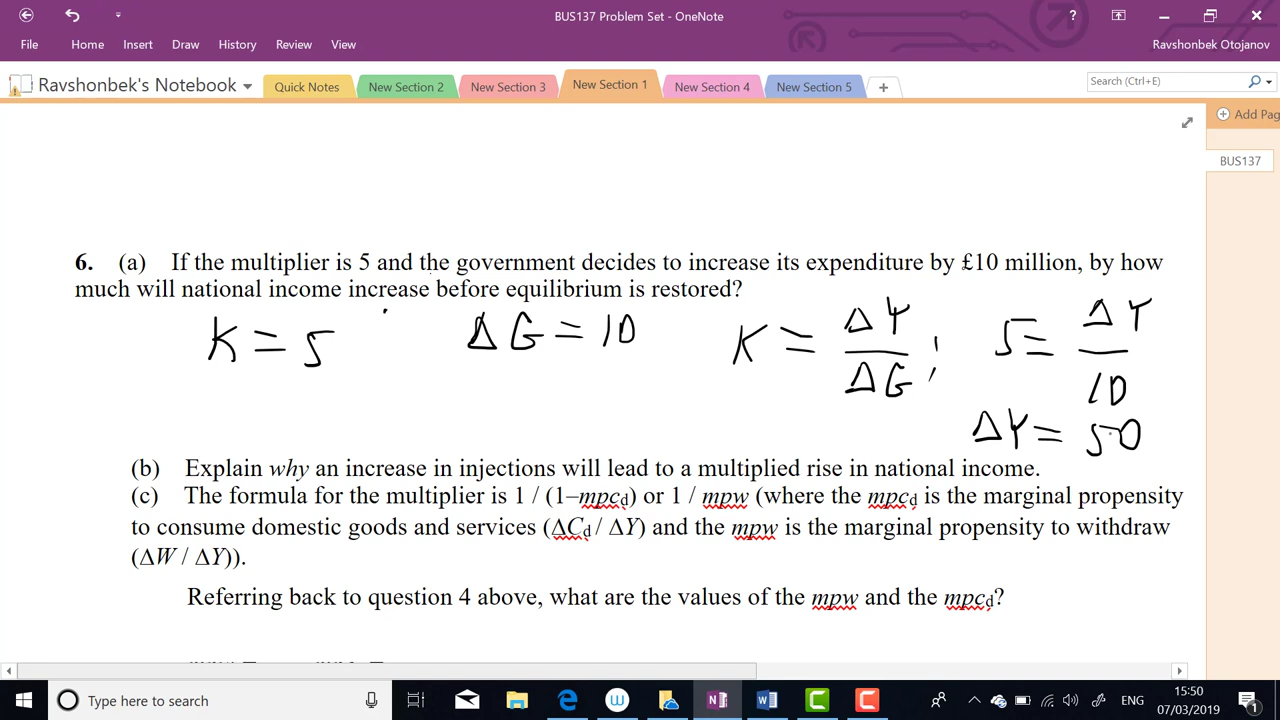 BUS137 Problem Set - OneNote
?
File Home Insert Draw History Review View
Ravshonbek Otojanov
Ravshonbek's Notebook
Quick Notes New Section 2 New Section 3 New Section 1 New Section 4 New Section 5 +
Search (Ctrl+E)
Add Pag
BUS137
6. (a) If the multiplier is 5 and the government decides to increase its expenditure by £10 million, by how
much will national income increase before equilibrium is restored?
K = 5 ΔG = 10 K = ΔY / ΔG ; 5 = ΔY / 10
ΔY = 50
(b) Explain why an increase in injections will lead to a multiplied rise in national income.
(c) The formula for the multiplier is 1 / (1–mpcd) or 1 / mpw (where the mpcd is the marginal propensity
to consume domestic goods and services (ΔCd / ΔY) and the mpw is the marginal propensity to withdraw
(ΔW / ΔY)).
Referring back to question 4 above, what are the values of the mpw and the mpcd?
Type here to search
ENG
15:50
07/03/2019